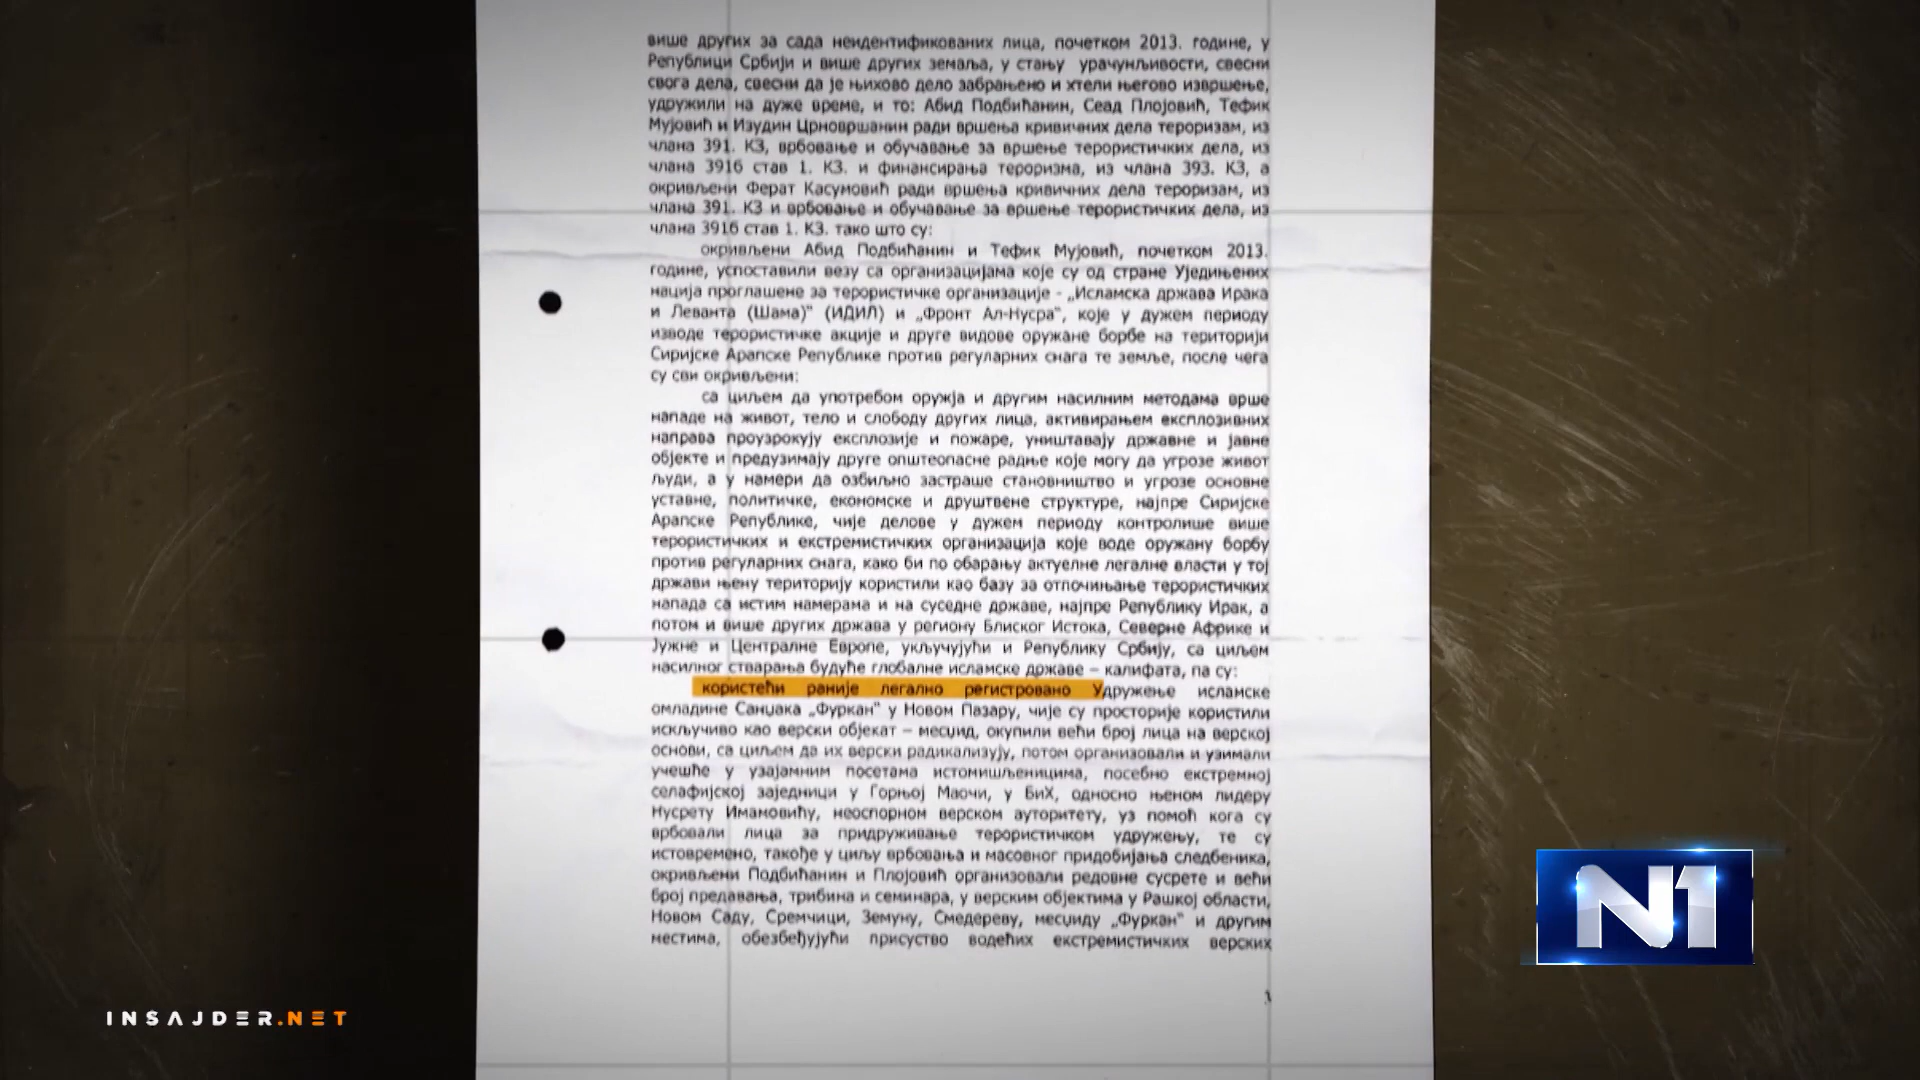 више других за сада неидентификованих лица, почетком 2013. године, у
Републици Србији и више других земаља, у стању урачунљивости, свесни
свога дела, свесни да је њихово дело забрањено и хтели његово извршење,
удружили на дуже време, и то: Абид Подбићанин, Сеад Плојовић, Тефик
Мујовић и Изудин Црновршанин ради вршења кривичних дела тероризам, из
члана 391. КЗ, врбовање и обучавање за вршење терористичких дела, из
члана 391б став 1. КЗ. и финансирања тероризма, из члана 393. КЗ, а
окривљени Ферат Касумовић ради вршења кривичних дела тероризам, из
члана 391. КЗ и врбовање и обучавање за вршење терористичких дела, из
члана 391б став 1. КЗ. тако што су:
окривљени Абид Подбићанин и Тефик Мујовић, почетком 2013.
године, успоставили везу са организацијама које су од стране Уједињених
нација проглашене за терористичке организације - „Исламска држава Ирака
и Леванта (Шама)" (ИДИЛ) и „Фронт Ал-Нусра", које у дужем периоду
изводе терористичке акције и друге видове оружане борбе на територији
Сиријске Арапске Републике против регуларних снага те земље, после чега
су сви окривљени:
са циљем да употребом оружја и другим насилним методама врше
нападе на живот, тело и слободу других лица, активирањем експлозивних
направа проузрокују експлозије и пожаре, уништавају државне и јавне
објекте и предузимају друге општеопасне радње које могу да угрозе живот
људи, а у намери да озбиљно застраше становништво и угрозе основне
уставне, политичке, економске и друштвене структуре, најпре Сиријске
Арапске Републике, чије делове у дужем периоду контролише више
терористичких и екстремистичких организација које воде оружану борбу
против регуларних снага, како би по обарању актуелне легалне власти у тој
држави њену територију користили као базу за отпочињање терористичких
напада са истим намерама и на суседне државе, најпре Републику Ирак, а
потом и више других држава у региону Блиског Истока, Северне Африке и
Јужне и Централне Европе, укључујући и Републику Србију, са циљем
насилног стварања будуће глобалне исламске државе – калифата, па су:
користећи раније легално регистровано Удружење исламске
омладине Санџака „Фуркан" у Новом Пазару, чије су просторије користили
искључиво као верски објекат – месџид, окупили већи број лица на верској
основи, са циљем да их верски радикализују, потом организовали и узимали
учешће у узајамним посетама истомишљеницима, посебно екстремној
селафијској заједници у Горњој Маочи, у БиХ, односно њеном лидеру
Нусрету Имамовићу, неоспорном верском ауторитету, уз помоћ кога су
врбовали лица за придруживање терористичком удружењу, те су
истовремено, такође у циљу врбовања и масовног придобијања следбеника,
окривљени Подбићанин и Плојовић организовали редовне сусрете и већи
број предавања, трибина и семинара, у верским објектима у Рашкој области,
Новом Саду, Сремчици, Земуну, Смедереву, месџиду „Фуркан" и другим
местима, обезбеђујући присуство водећих екстремистичких верских
N1
INSAJDER.NET